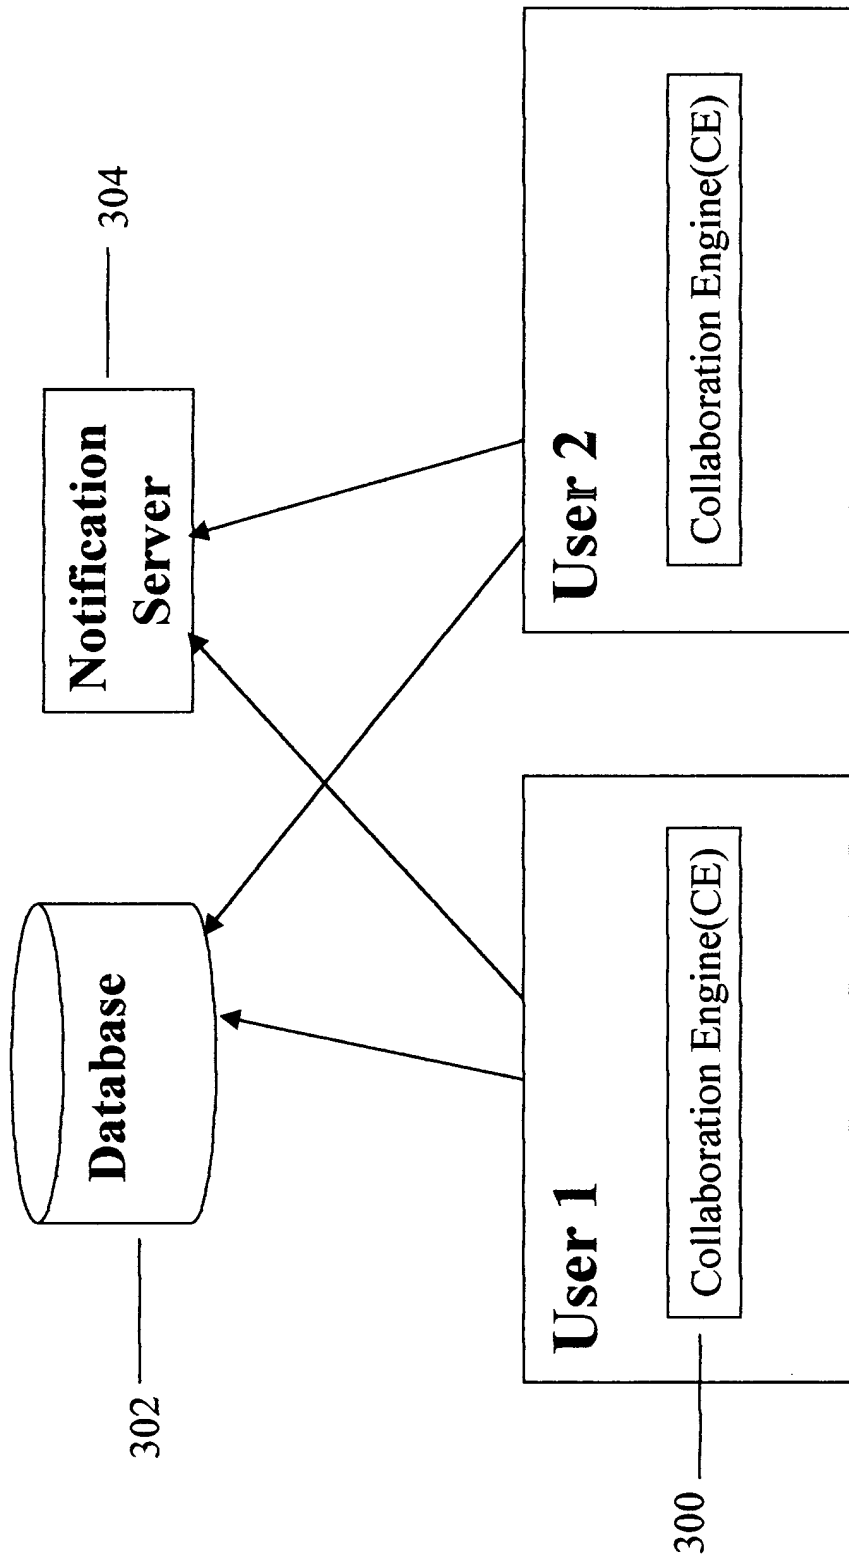 304
Notification
Server
Database
302
User 1
Collaboration Engine(CE)
300
User 2
Collaboration Engine(CE)